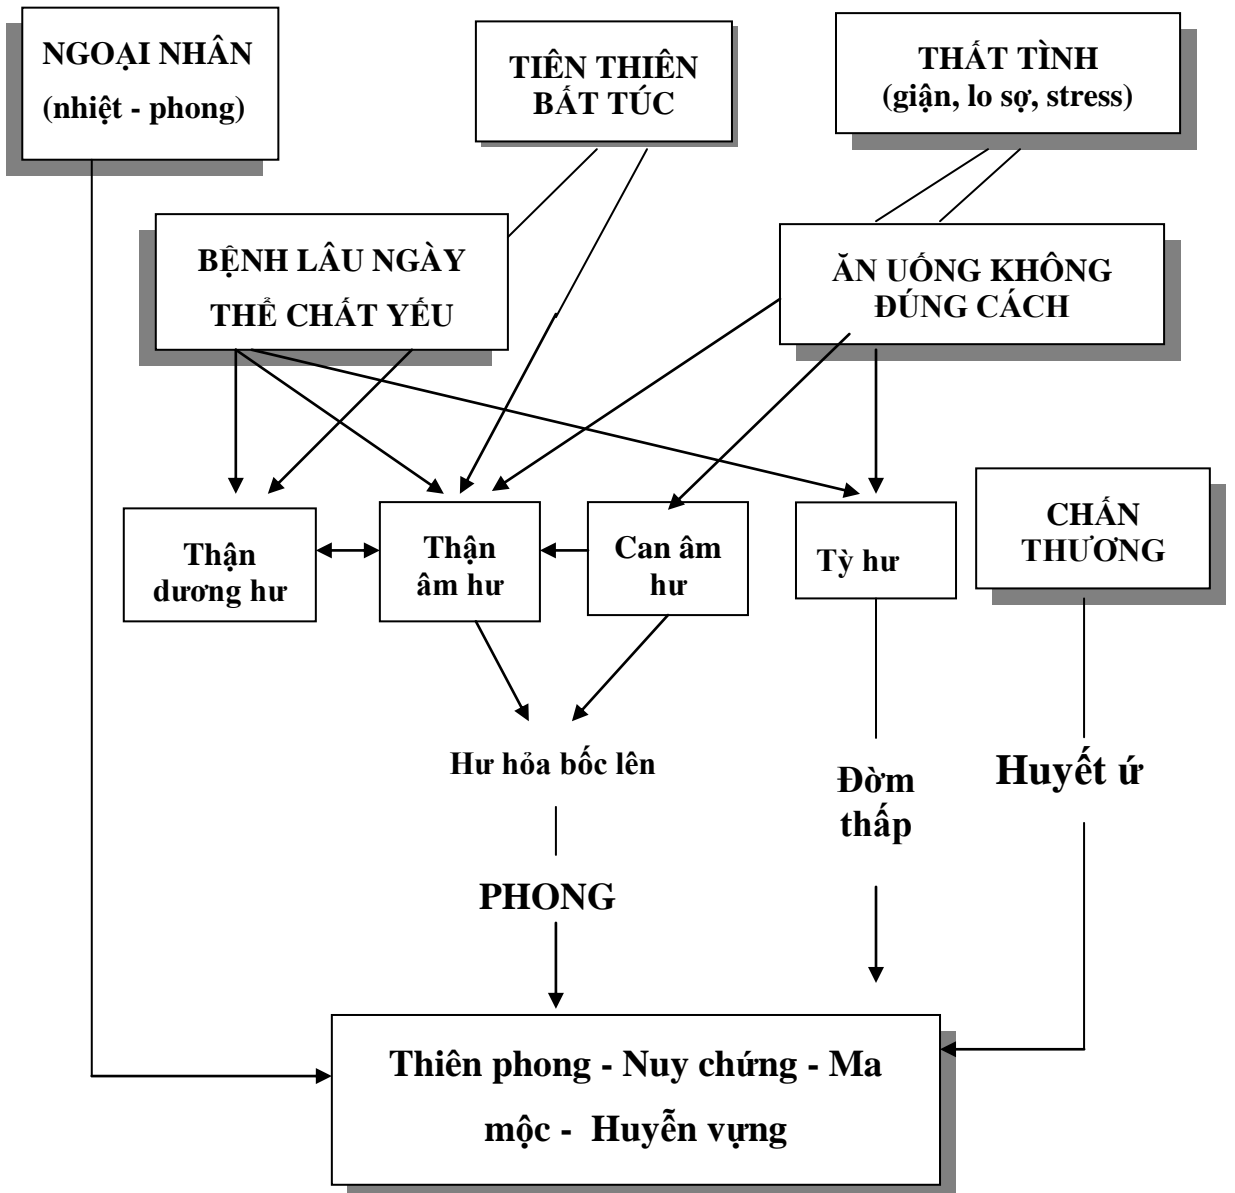 NGOẠI NHÂN
(nhiệt - phong)
TIÊN THIÊN
BẤT TÚC
THẤT TÌNH
(giận, lo sợ, stress)
BỆNH LÂU NGÀY
THỂ CHẤT YẾU
ĂN UỐNG KHÔNG
ĐÚNG CÁCH
Thận
dương hư
Thận
âm hư
Can âm
hư
Tỳ hư
CHẤN
THƯƠNG
Hư hỏa bốc lên
Đờm
thấp
Huyết ứ
PHONG
Thiên phong - Nuy chứng - Ma
mộc - Huyễn vựng